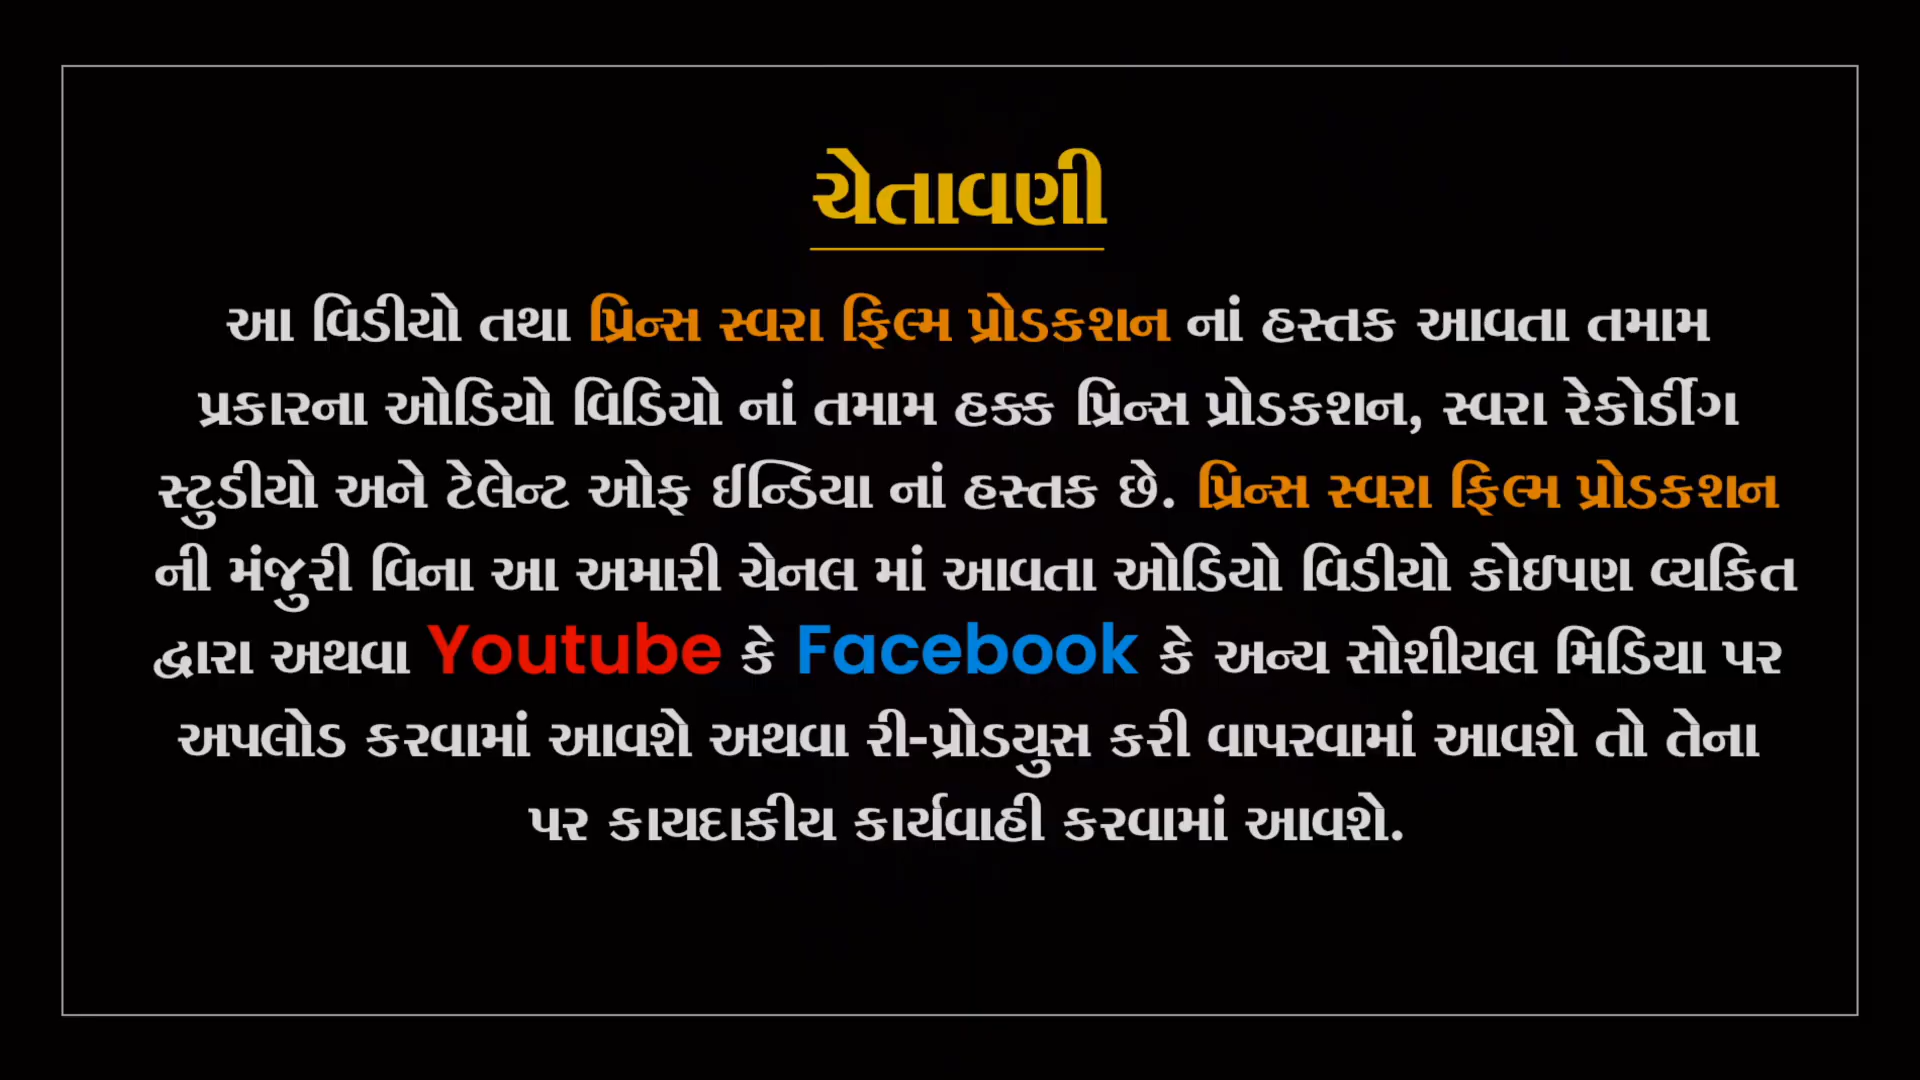 ચેતાવણી
આ વિડીયો તથા પ્રિન્સ સ્વરા ફિલ્મ પ્રોડકશન નાં હસ્તક આવતા તમામ
પ્રકારના ઓડિયો વિડિયો નાં તમામ હક્ક પ્રિન્સ પ્રોડકશન, સ્વરા રેકોર્ડીંગ
સ્ટુડીયો અને ટેલેન્ટ ઓફ ઈન્ડિયા નાં હસ્તક છે. પ્રિન્સ સ્વરા ફિલ્મ પ્રોડકશન
ની મંજુરી વિના આ અમારી ચેનલ માં આવતા ઓડિયો વિડીયો કોઇપણ વ્યકિત
દ્વારા અથવા Youtube કે Facebook કે અન્ય સોશીયલ મિડિયા પર
અપલોડ કરવામાં આવશે અથવા રી-પ્રોડયુસ કરી વાપરવામાં આવશે તો તેના
પર કાયદાકીય કાર્યવાહી કરવામાં આવશે.